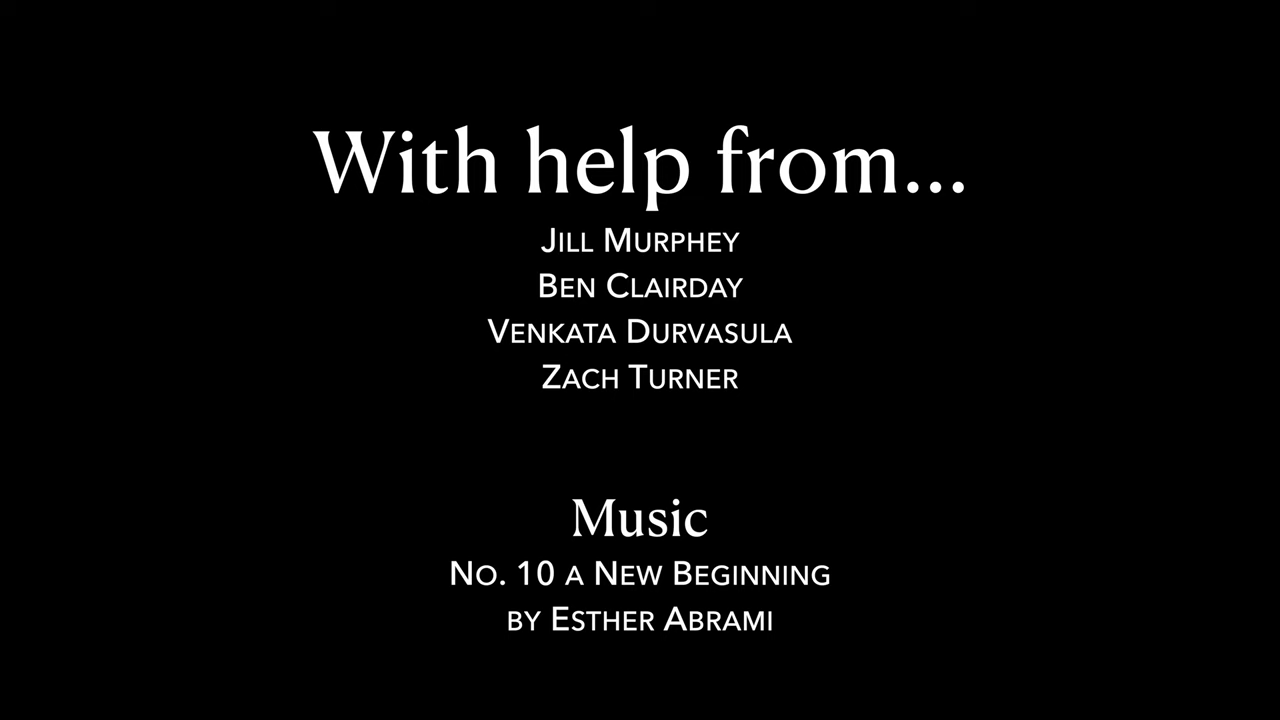 With help from...
Jill Murphey
Ben Clairday
Venkata Durvasula
Zach Turner
Music
No. 10 a New Beginning
by Esther Abrami